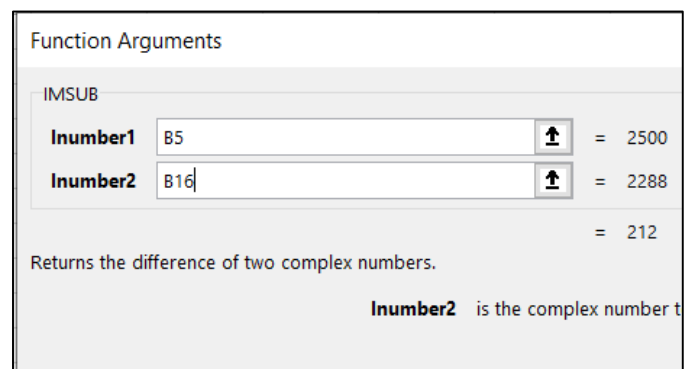 Function Arguments
IMSUB
Inumber1 B5 = 2500
Inumber2 B16 = 2288
= 212
Returns the difference of two complex numbers.
Inumber2 is the complex number t